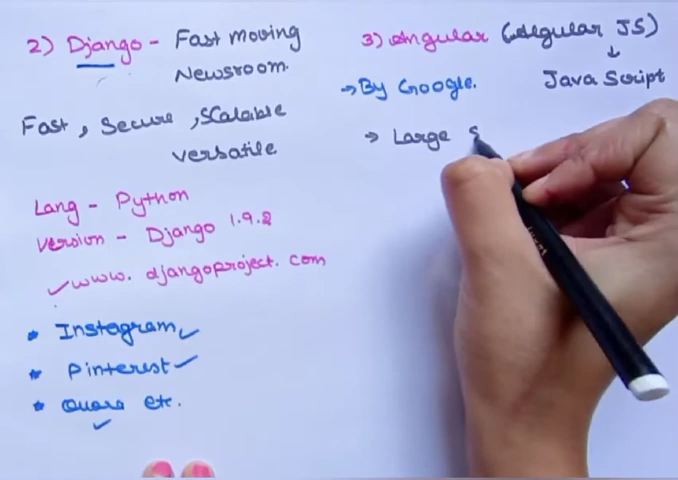 2) Django - Fast moving
Newsroom.
Fast, Secure, Scalable
Versatile
Lang - Python
Version - Django 1.9.2
www.djangoproject.com
* Instagram ✓
* Pinterest ✓
* Quora etc.
3) Angular (Angular JS)
↓
Java Script
→ By Google.
→ Large S